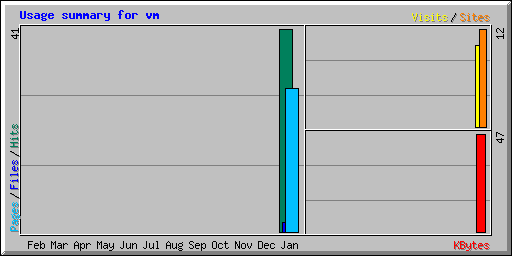 Usage summary for vm
Visits / Sites
41
12
Pages / Files / Hits
47
Feb Mar Apr May Jun Jul Aug Sep Oct Nov Dec Jan
KBytes